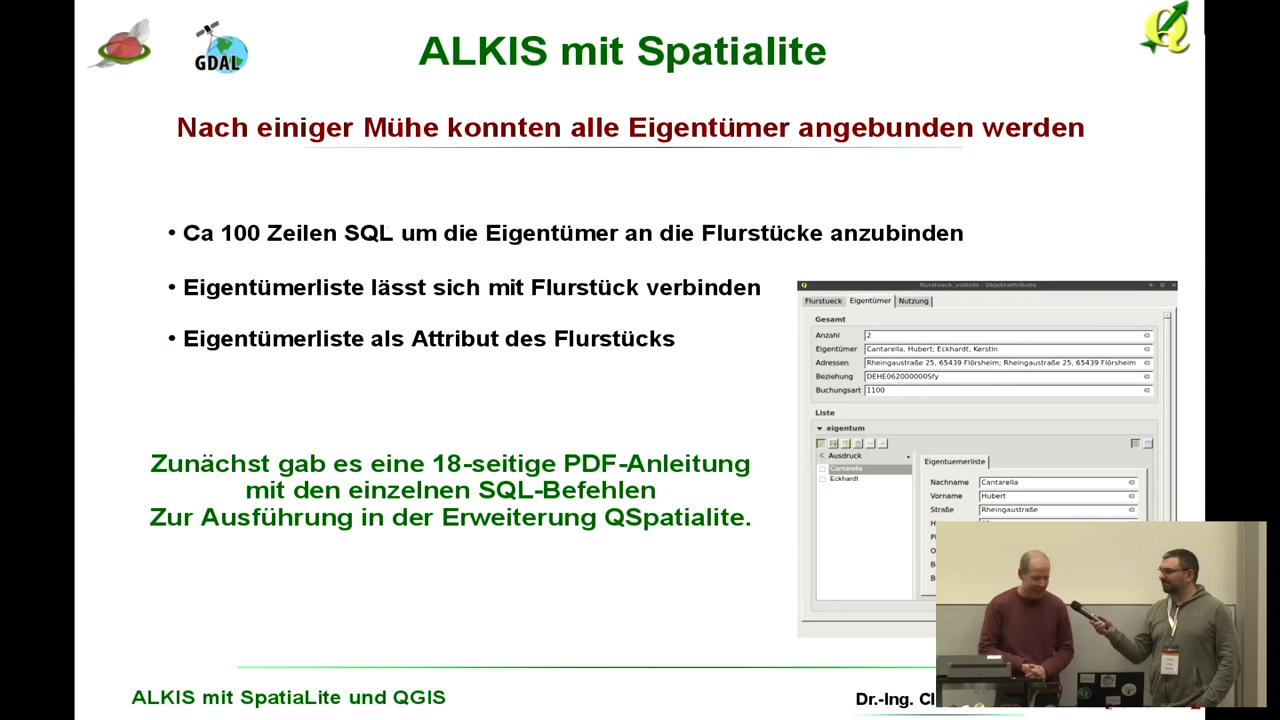 GDAL
ALKIS mit Spatialite
Nach einiger Mühe konnten alle Eigentümer angebunden werden
• Ca 100 Zeilen SQL um die Eigentümer an die Flurstücke anzubinden
• Eigentümerliste lässt sich mit Flurstück verbinden
• Eigentümerliste als Attribut des Flurstücks
Zunächst gab es eine 18-seitige PDF-Anleitung
mit den einzelnen SQL-Befehlen
Zur Ausführung in der Erweiterung QSpatialite.
flurstueck_vollinfo - Objektattribute
Flurstueck Eigentümer Nutzung
Gesamt
Anzahl 2
Eigentümer Cantarella, Hubert; Eckhardt, Kerstin
Adressen Rheingaustraße 25, 65439 Flörsheim; Rheingaustraße 25, 65439 Flörsheim
Beziehung DEHE062000000Sfy
Buchungsart 1100
Liste
eigentum
Ausdruck
Cantarella
Eckhardt
Eigentuemerliste
Nachname Cantarella
Vorname Hubert
Straße Rheingaustraße
ALKIS mit SpatiaLite und QGIS
Dr.-Ing. Cl